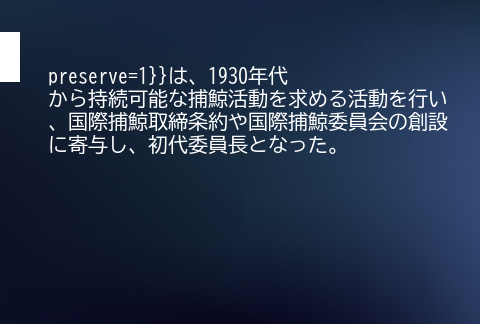 preserve=1}}は、1930年代
から持続可能な捕鯨活動を求める活動を行い
、国際捕鯨取締条約や国際捕鯨委員会の創設
に寄与し、初代委員長となった。